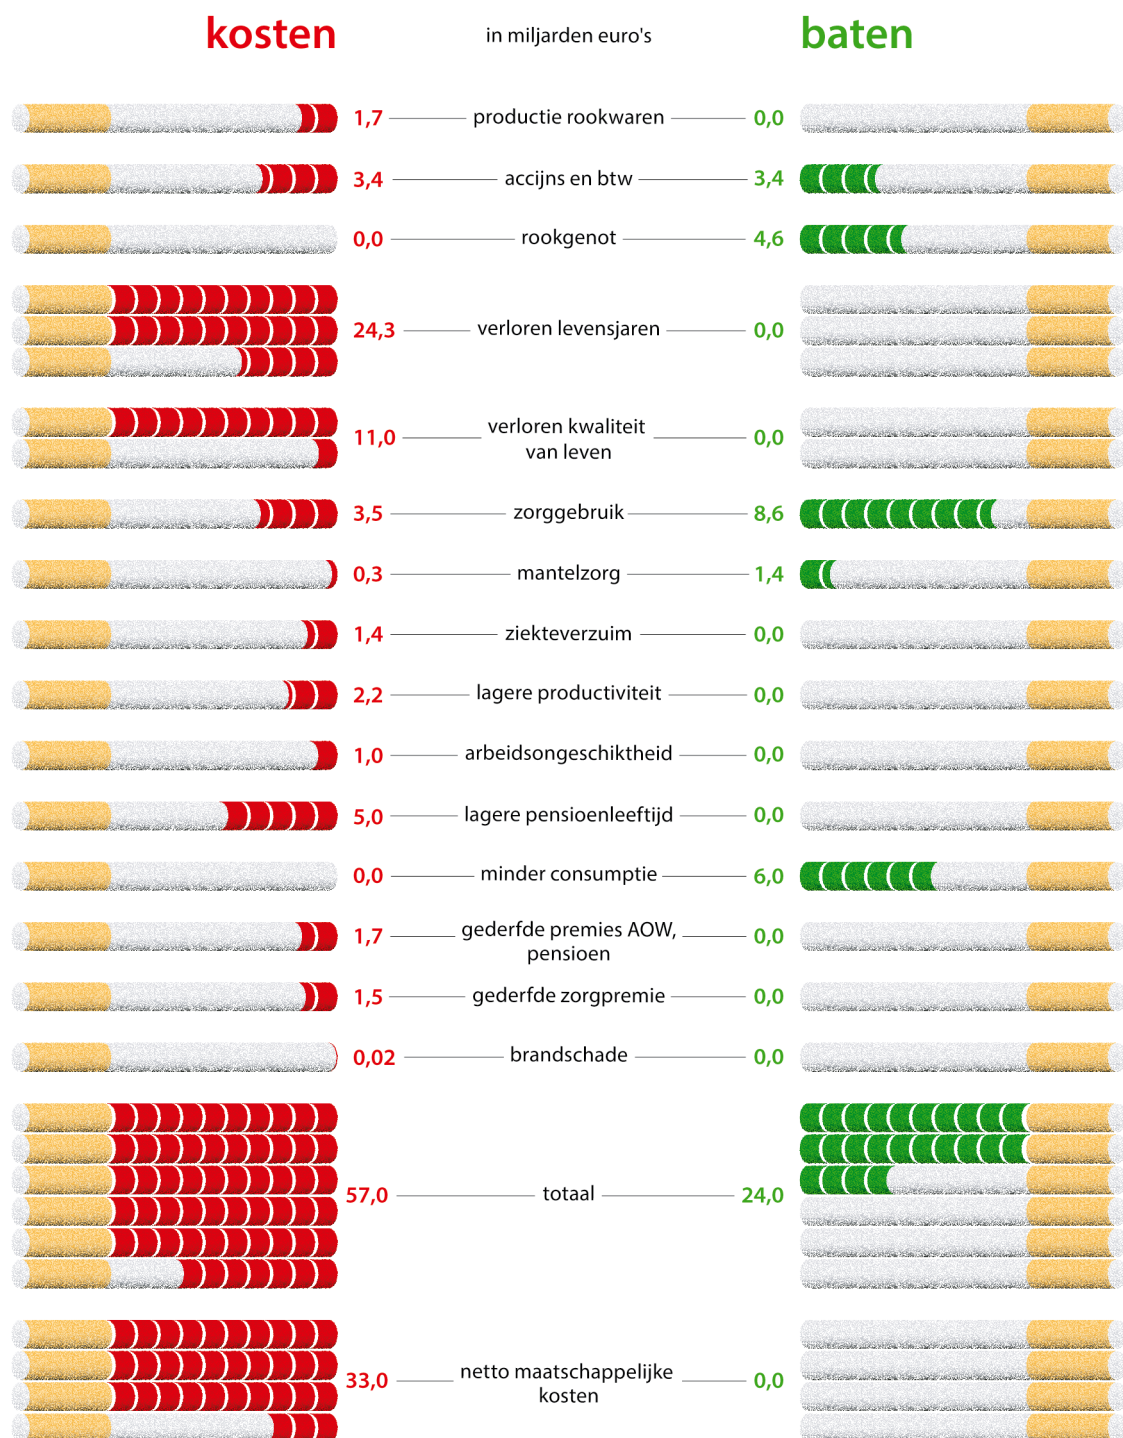 kosten in miljarden euro's baten
1,7 productie rookwaren 0,0
3,4 accijns en btw 3,4
0,0 rookgenot 4,6
24,3 verloren levensjaren 0,0
11,0 verloren kwaliteit 0,0
van leven
3,5 zorggebruik 8,6
0,3 mantelzorg 1,4
1,4 ziekteverzuim 0,0
2,2 lagere productiviteit 0,0
1,0 arbeidsongeschiktheid 0,0
5,0 lagere pensioenleeftijd 0,0
0,0 minder consumptie 6,0
1,7 gederfde premies AOW, 0,0
pensioen
1,5 gederfde zorgpremie 0,0
0,02 brandschade 0,0
57,0 totaal 24,0
33,0 netto maatschappelijke 0,0
kosten